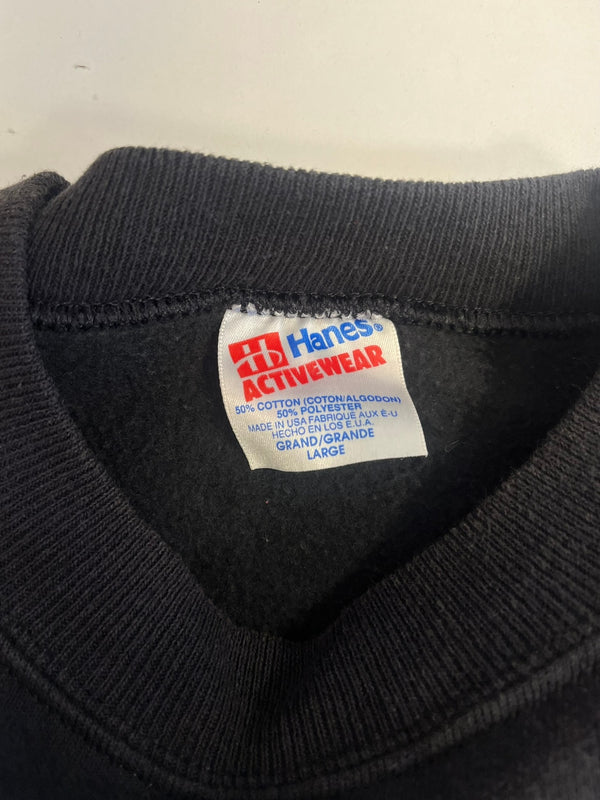 Hanes®
ACTIVEWEAR
50% COTTON (COTON/ALGODON)
50% POLYESTER
MADE IN USA FABRIQUE AUX É-U
HECHO EN LOS E.U.A.
GRAND/GRANDE
LARGE